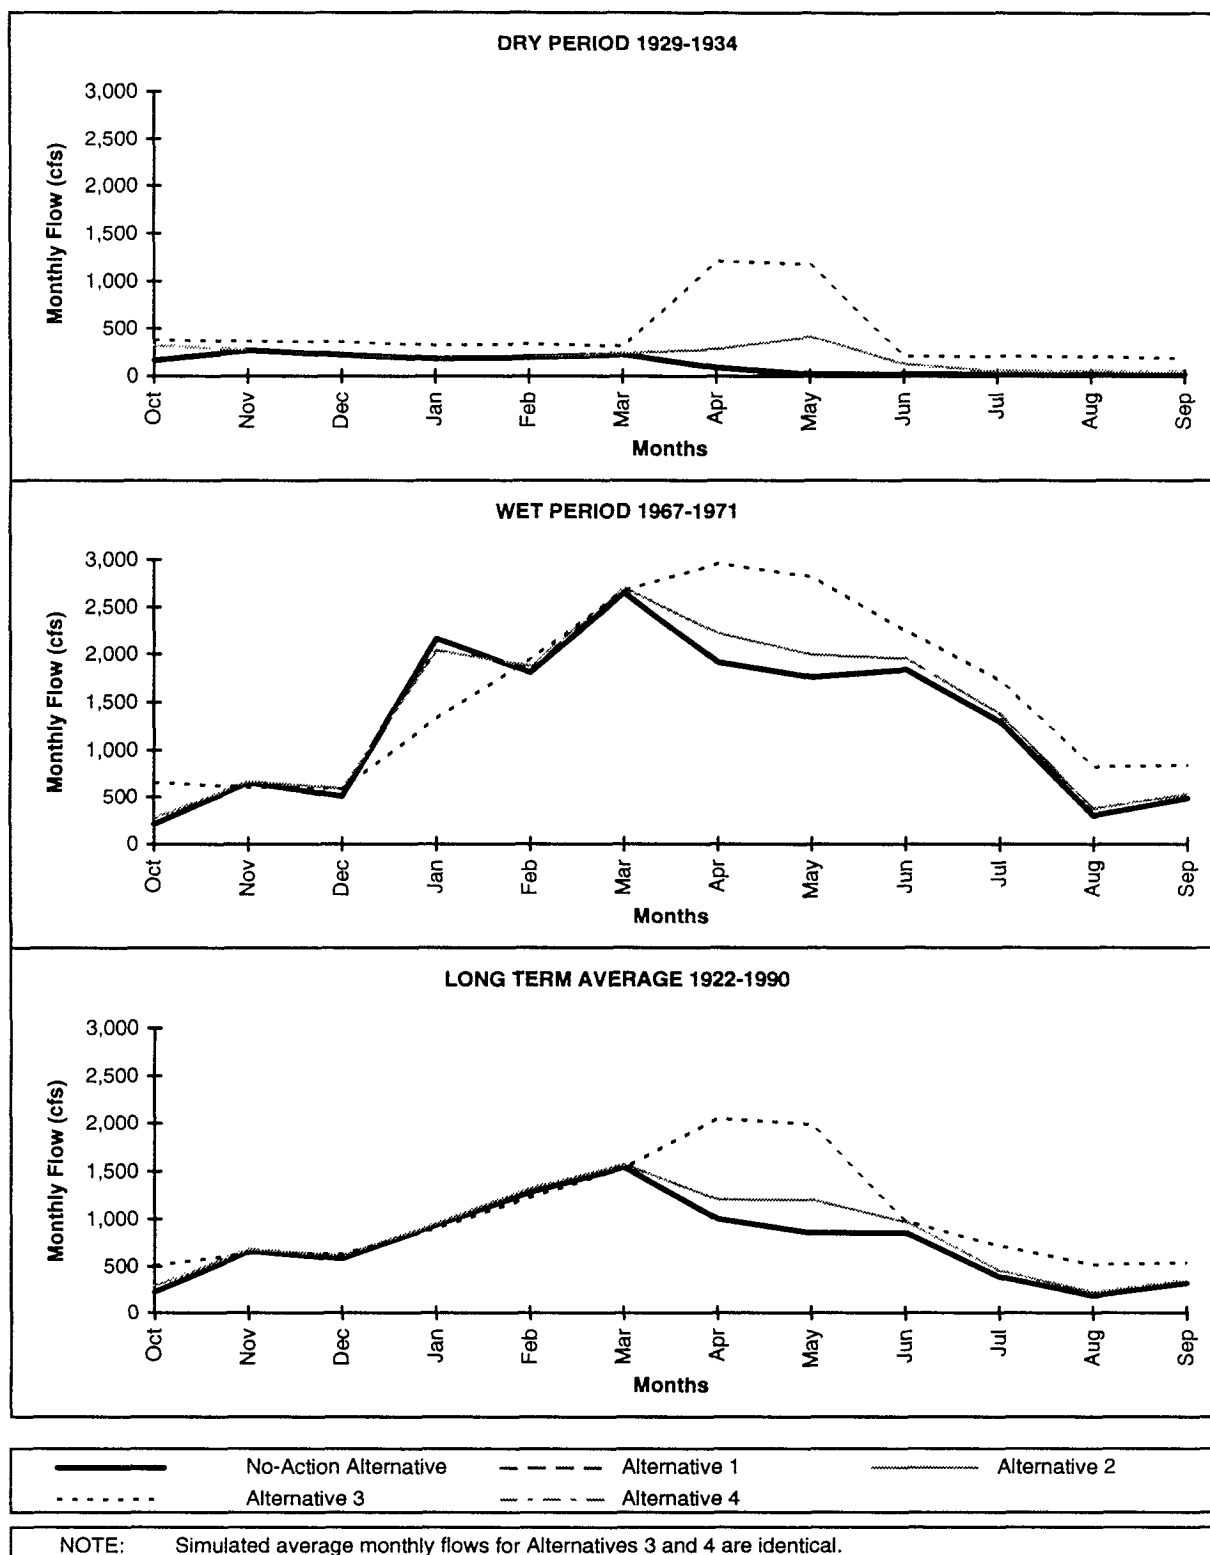 DRY PERIOD 1929-1934
3,000
2,500
2,000
1,500
1,000
500
0
Monthly Flow (cfs)
Oct
Nov
Dec
Jan
Feb
Mar
Apr
May
Jun
Jul
Aug
Sep
Months
WET PERIOD 1967-1971
3,000
2,500
2,000
1,500
1,000
500
0
Monthly Flow (cfs)
Oct
Nov
Dec
Jan
Feb
Mar
Apr
May
Jun
Jul
Aug
Sep
Months
LONG TERM AVERAGE 1922-1990
3,000
2,500
2,000
1,500
1,000
500
0
Monthly Flow (cfs)
Oct
Nov
Dec
Jan
Feb
Mar
Apr
May
Jun
Jul
Aug
Sep
Months
No-Action Alternative Alternative 1 Alternative 2
Alternative 3 Alternative 4
NOTE: Simulated average monthly flows for Alternatives 3 and 4 are identical.